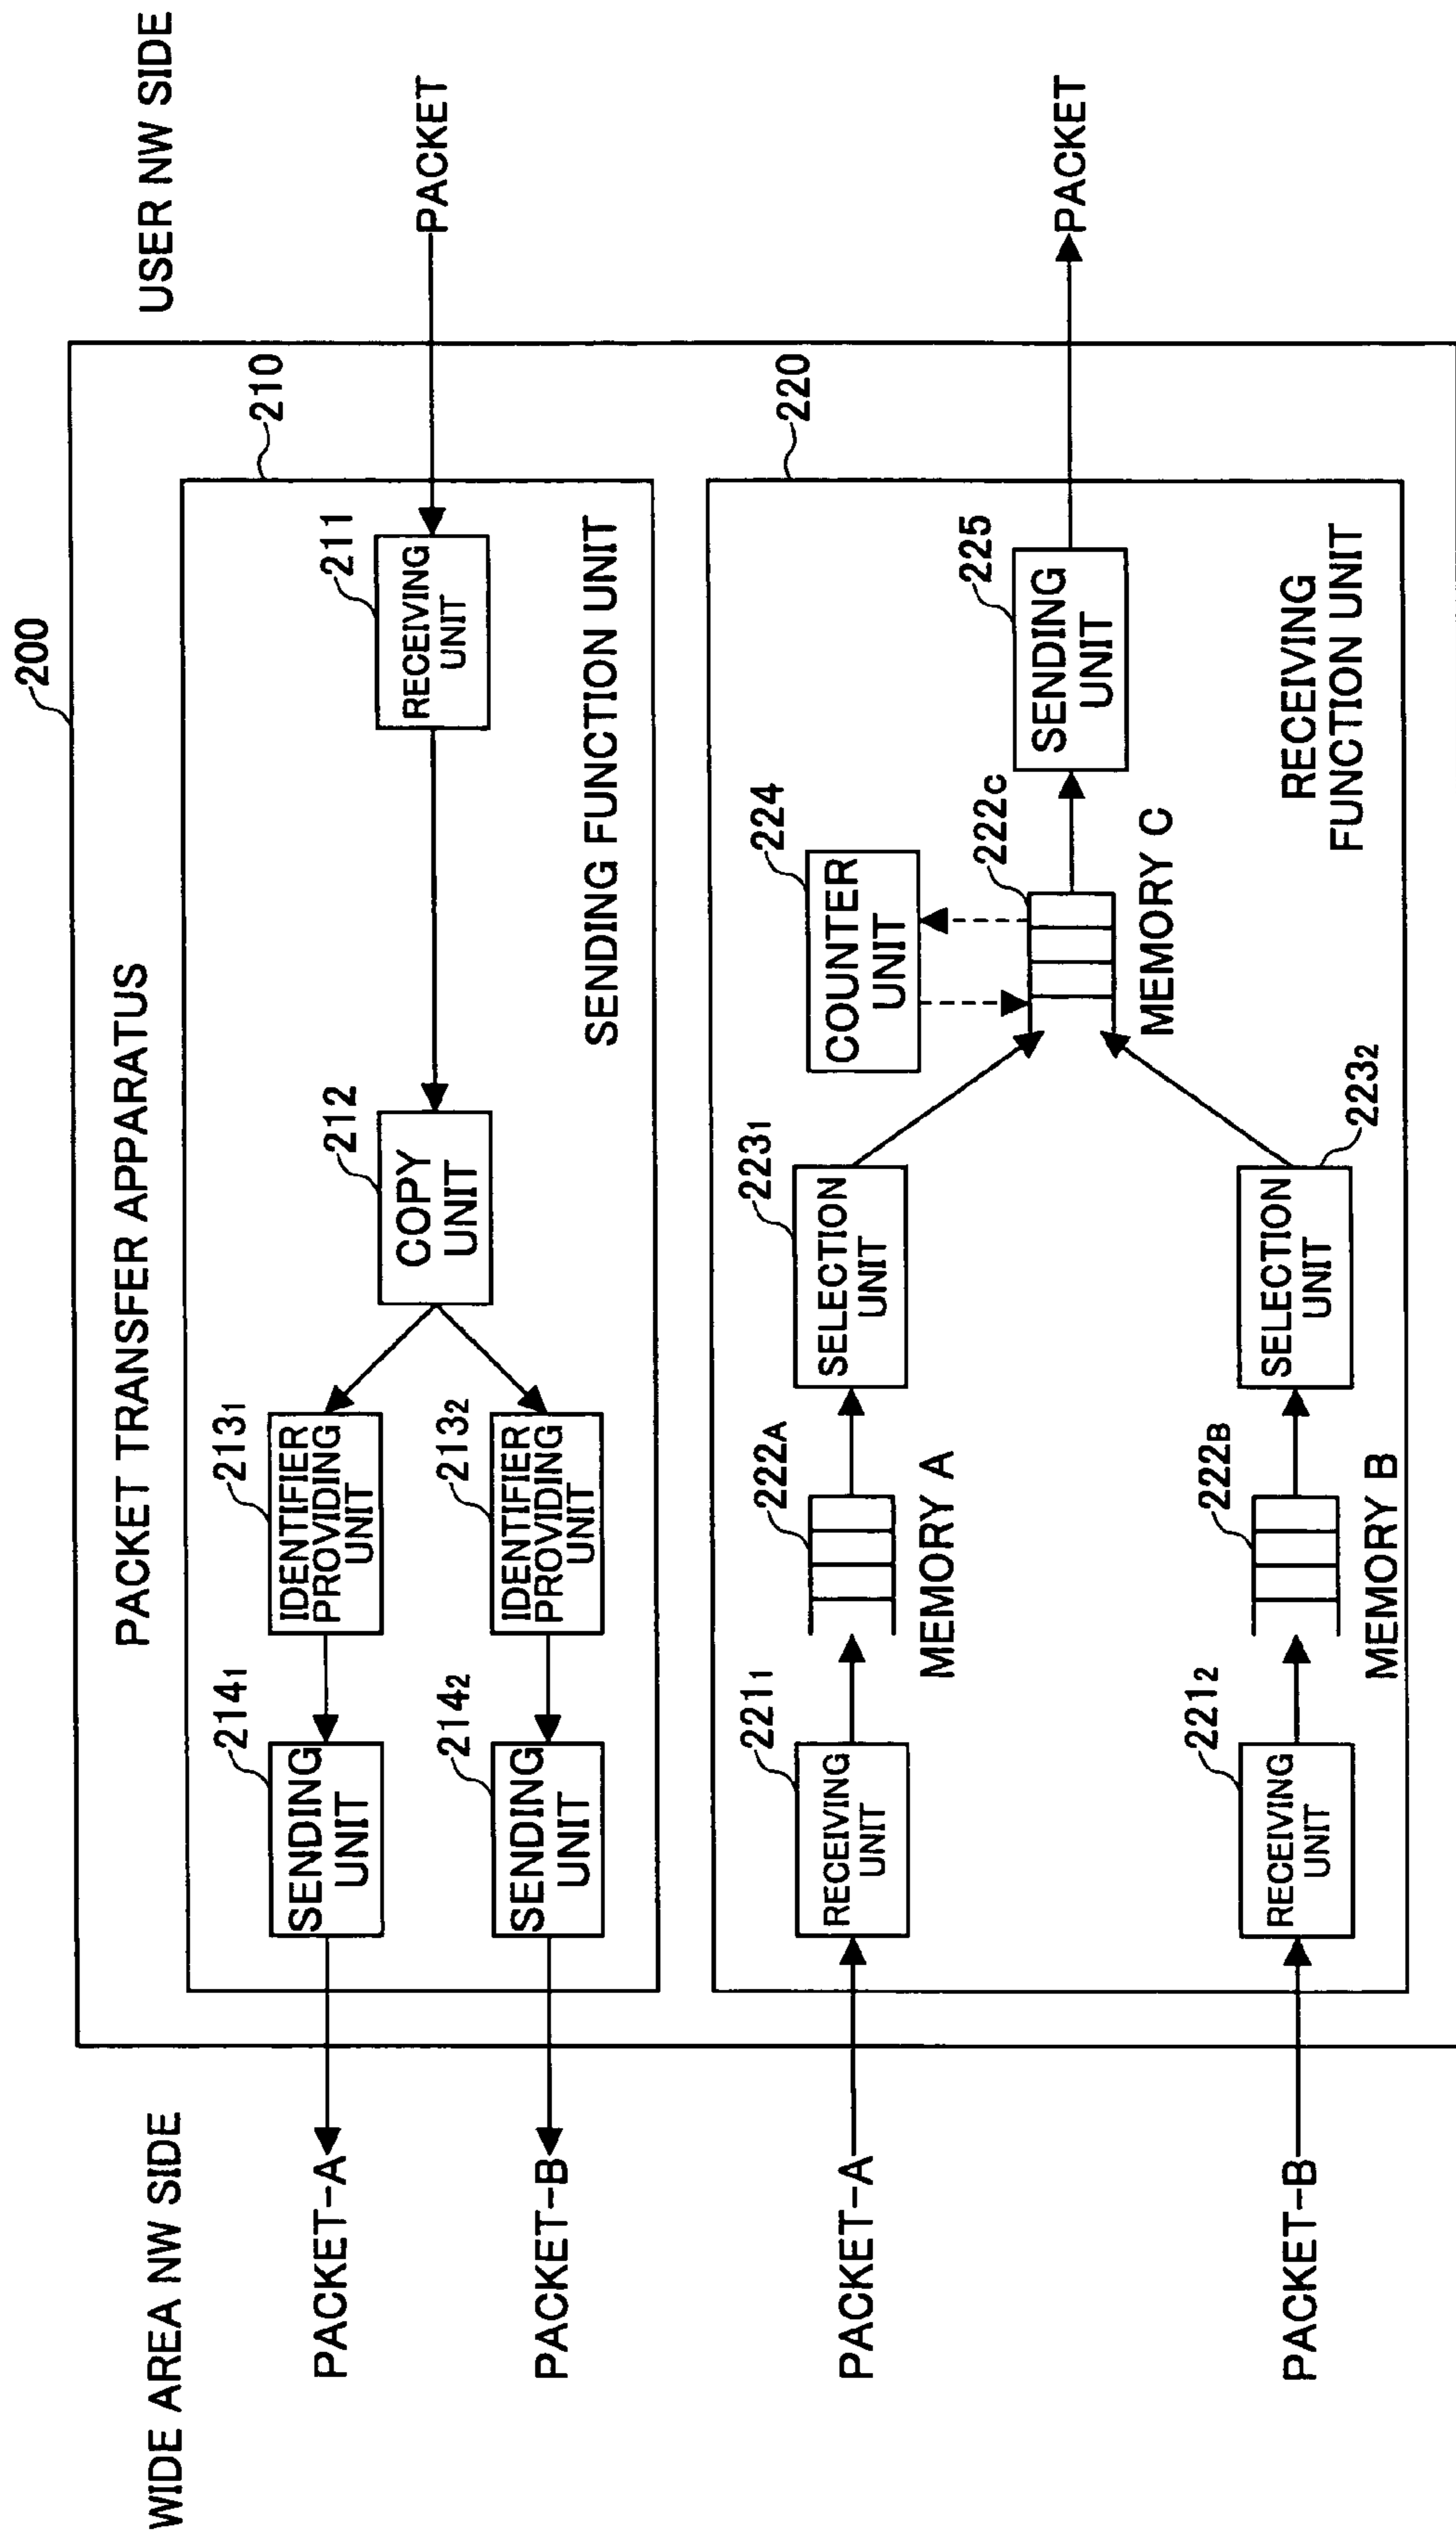 WIDE AREA NW SIDE
USER NW SIDE
200
PACKET TRANSFER APPARATUS
210
PACKET-A
2141
SENDING
UNIT
2131
IDENTIFIER
PROVIDING
UNIT
212
COPY
UNIT
211
RECEIVING
UNIT
PACKET
PACKET-B
2142
SENDING
UNIT
2132
IDENTIFIER
PROVIDING
UNIT
SENDING FUNCTION UNIT
220
PACKET-A
2211
RECEIVING
UNIT
222A
MEMORY A
2231
SELECTION
UNIT
224
COUNTER
UNIT
222C
MEMORY C
225
SENDING
UNIT
PACKET
PACKET-B
2212
RECEIVING
UNIT
222B
MEMORY B
2232
SELECTION
UNIT
RECEIVING
FUNCTION UNIT